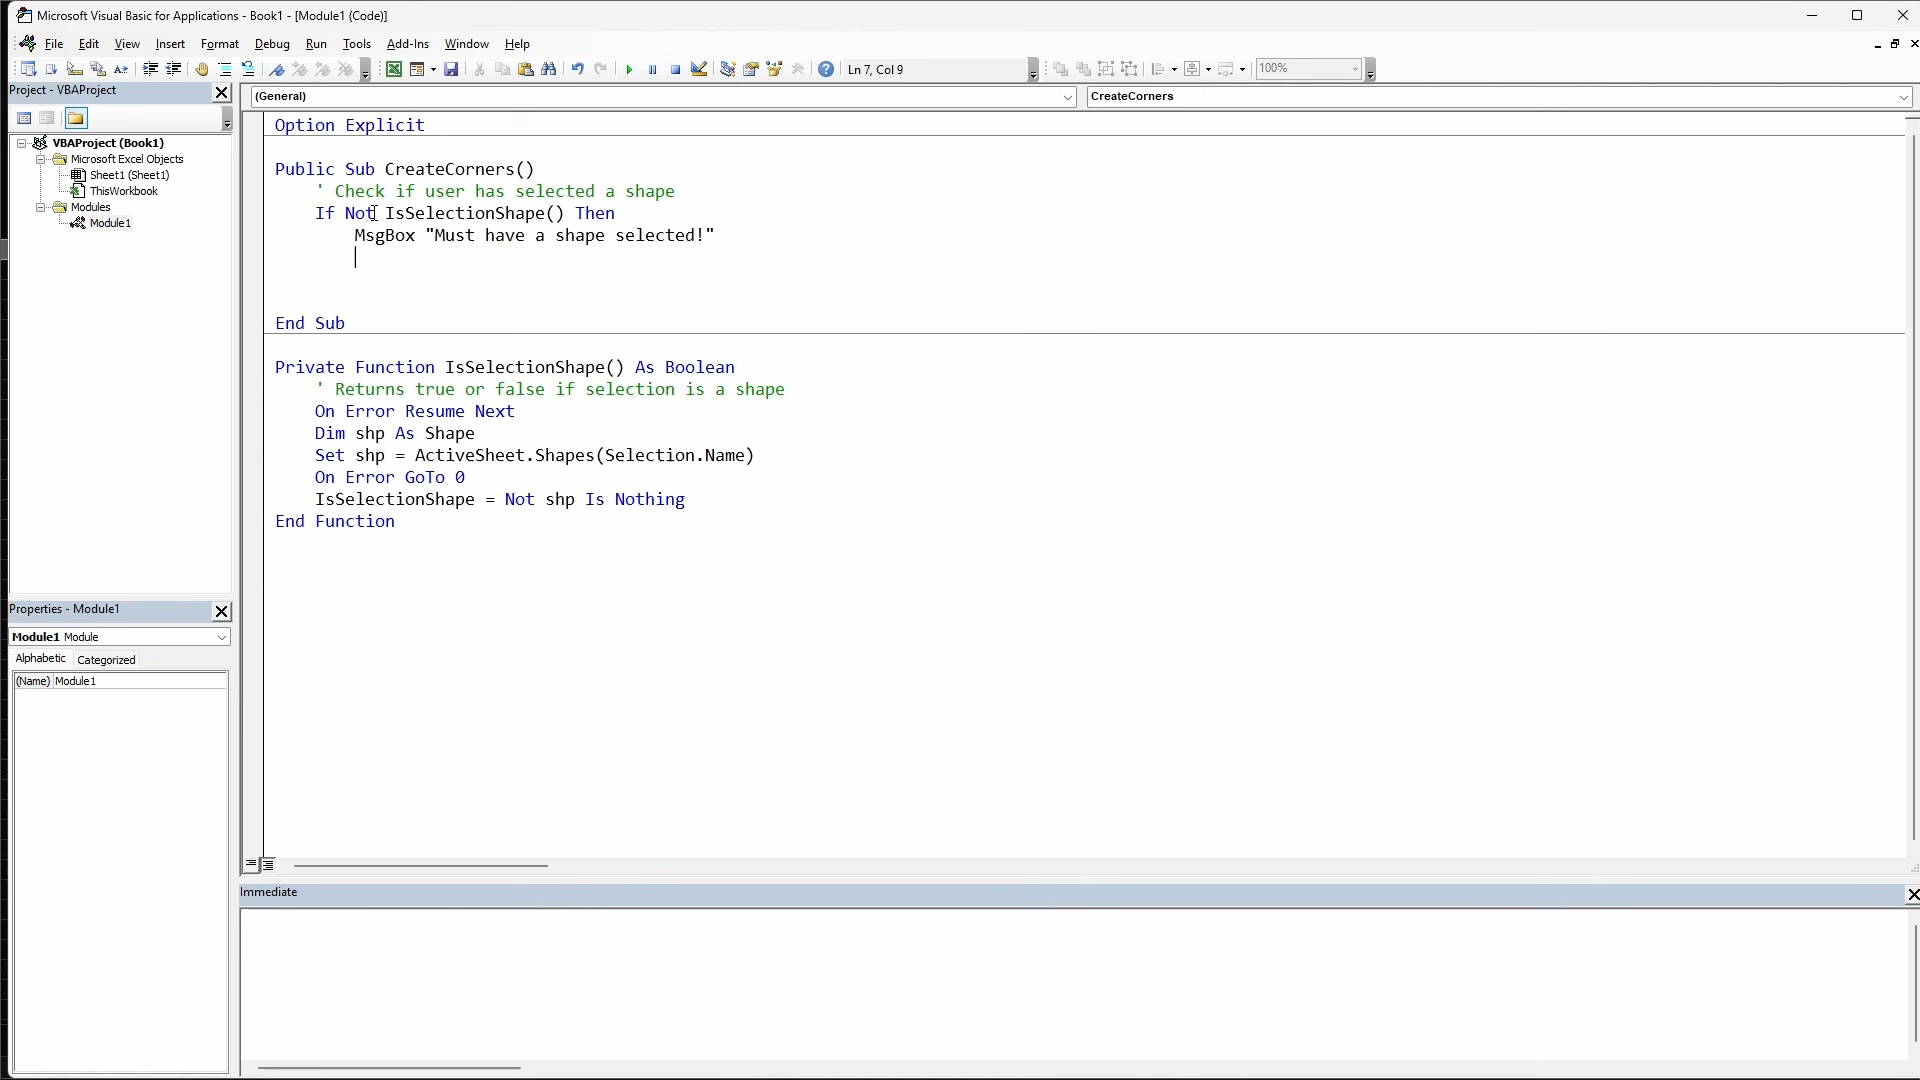 Microsoft Visual Basic for Applications - Book1 - [Module1 (Code)]
File Edit View Insert Format Debug Run Tools Add-Ins Window Help
Ln 7, Col 9
100%
Project - VBAProject
VBAProject (Book1)
Microsoft Excel Objects
Sheet1 (Sheet1)
ThisWorkbook
Modules
Module1
Properties - Module1
Module1 Module
Alphabetic Categorized
(Name) Module1
(General)
CreateCorners
Option Explicit
Public Sub CreateCorners()
' Check if user has selected a shape
If Not IsSelectionShape() Then
MsgBox "Must have a shape selected!"
End Sub
Private Function IsSelectionShape() As Boolean
' Returns true or false if selection is a shape
On Error Resume Next
Dim shp As Shape
Set shp = ActiveSheet.Shapes(Selection.Name)
On Error GoTo 0
IsSelectionShape = Not shp Is Nothing
End Function
Immediate